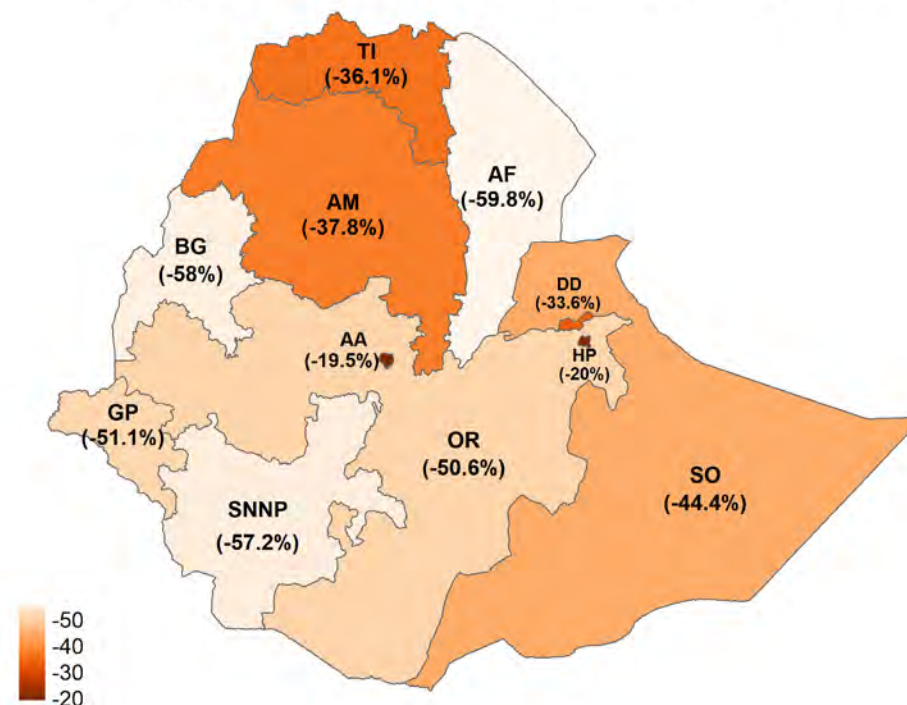 TI
(-36.1%)
AF
(-59.8%)
AM
(-37.8%)
BG
(-58%)
DD
(-33.6%)
AA
(-19.5%)
HP
(-20%)
GP
(-51.1%)
OR
(-50.6%)
SO
(-44.4%)
SNNP
(-57.2%)
-50
-40
-30
-20